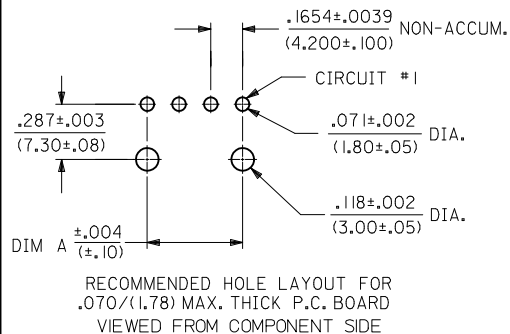 .1654±.0039
(4.200±.100)
NON-ACCUM.
CIRCUIT #1
.287±.003
(7.30±.08)
.071±.002
(1.80±.05)
DIA.
.118±.002
(3.00±.05)
DIA.
DIM A ±.004
(±.10)
RECOMMENDED HOLE LAYOUT FOR
.070/(1.78) MAX. THICK P.C. BOARD
VIEWED FROM COMPONENT SIDE